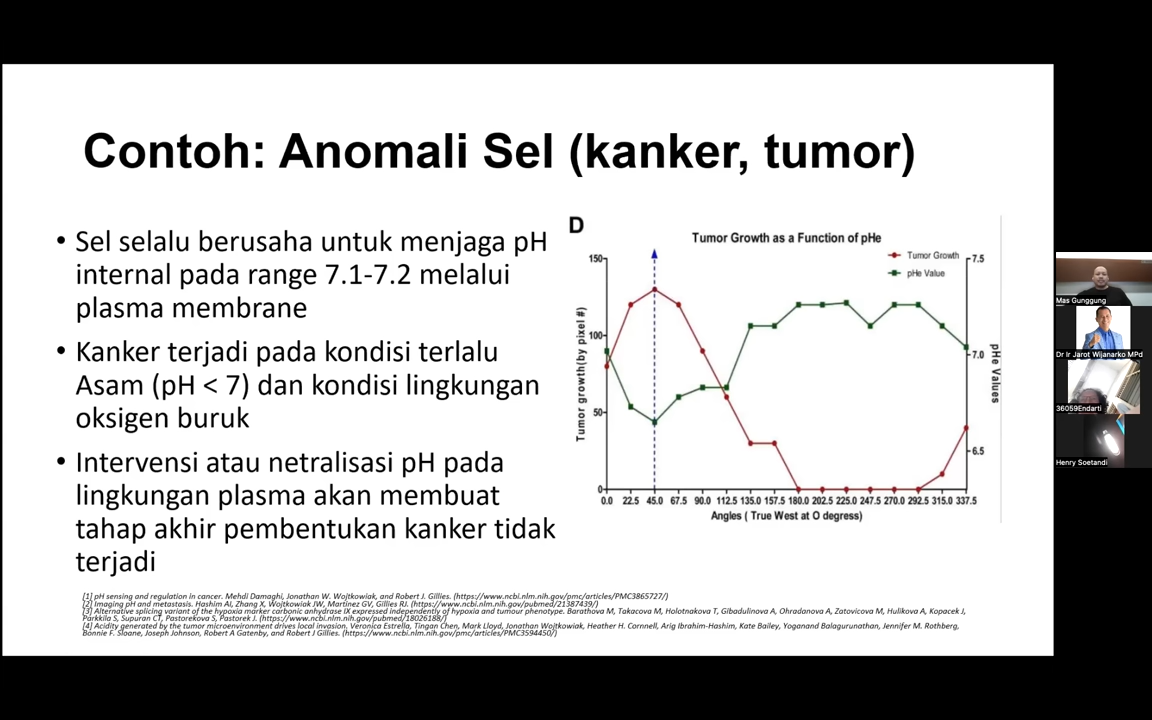 Contoh: Anomali Sel (kanker, tumor)
• Sel selalu berusaha untuk menjaga pH
internal pada range 7.1-7.2 melalui
plasma membrane
• Kanker terjadi pada kondisi terlalu
Asam (pH < 7) dan kondisi lingkungan
oksigen buruk
• Intervensi atau netralisasi pH pada
lingkungan plasma akan membuat
tahap akhir pembentukan kanker tidak
terjadi
D
Tumor Growth as a Function of pHe
Tumor Growth
pHe Value
150
100
50
0
Tumor growth(by pixel #)
7.5
7.0
6.5
pHe Values
0.0 22.5 45.0 67.5 90.0 112.5 135.0 157.5 180.0 202.5 225.0 247.5 270.0 292.5 315.0 337.5
Angles ( True West at O degress)
[1] pH sensing and regulation in cancer. Mehdi Damaghi, Jonathan W. Wojtkowiak, and Robert J. Gillies. (https://www.ncbi.nlm.nih.gov/pmc/articles/PMC3865727/)
[2] Imaging pH and metastasis. Hashim AI, Zhang X, Wojtkowiak JW, Martinez GV, Gillies RJ. (https://www.ncbi.nlm.nih.gov/pubmed/21387439/)
[3] Alternative splicing variant of the hypoxia marker carbonic anhydrase IX expressed independently of hypoxia and tumour phenotype. Barathova M, Takacova M, Holotnakova T, Gibadulinova A, Ohradanova A, Zatovicova M, Hulikova A, Kopacek J,
Parkkila S, Supuran CT, Pastorekova S, Pastorek J. (https://www.ncbi.nlm.nih.gov/pubmed/18026188/)
[4] Acidity generated by the tumor microenvironment drives local invasion. Veronica Estrella, Tingan Chen, Mark Lloyd, Jonathan Wojtkowiak, Heather H. Cornnell, Arig Ibrahim-Hashim, Kate Bailey, Yoganand Balagurunathan, Jennifer M. Rothberg,
Bonnie F. Sloane, Joseph Johnson, Robert A Gatenby, and Robert J Gillies. (https://www.ncbi.nlm.nih.gov/pmc/articles/PMC3594450/)
Mas Gunggung
Dr Ir Jarot Wijanarko MPd
36059Endarti
Henry Soetandi